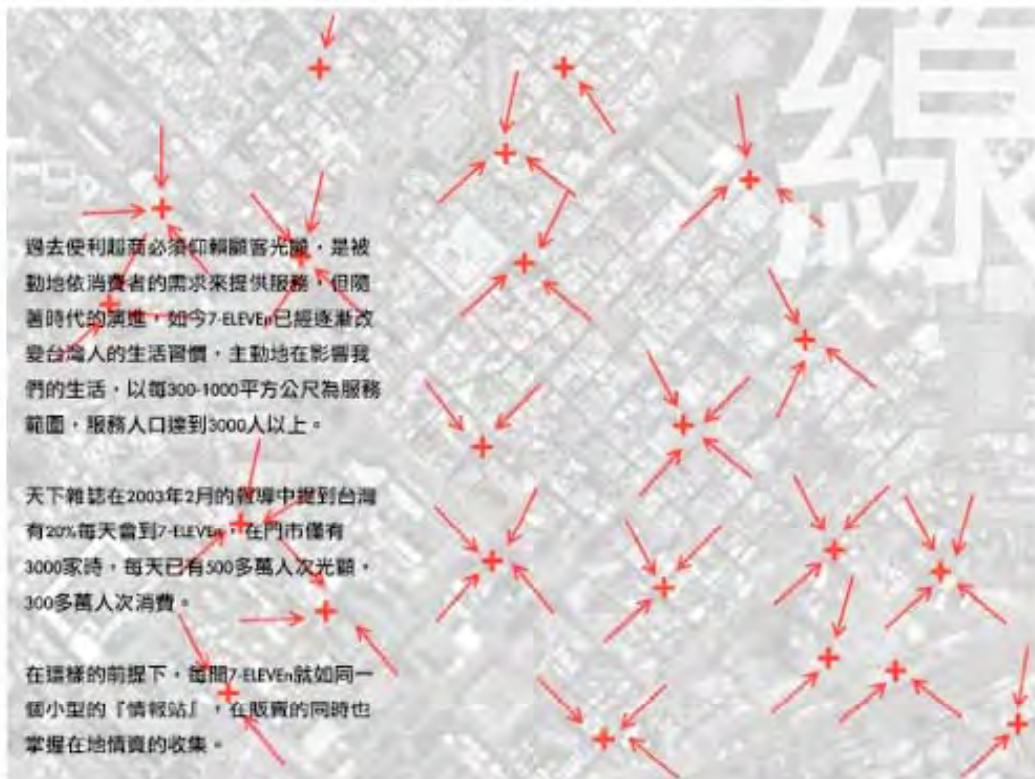 線
過去便利超商必須仰賴顧客光顧，是被
動地依消費者的需求來提供服務，但隨
著時代的演進，如今7-ELEVEn已經逐漸改
變台灣人的生活習慣，主動地在影響我
們的生活，以每300-1000平方公尺為服務
範圍，服務人口達到3000人以上。
天下雜誌在2003年2月的報導中提到台灣
有20%每天會到7-ELEVEn，在門市僅有
3000家時，每天已有500多萬人次光顧，
300多萬人次消費。
在這樣的前提下，每間7-ELEVEn就如同一
個小型的『情報站』，在販賣的同時也
掌握在地情資的收集。